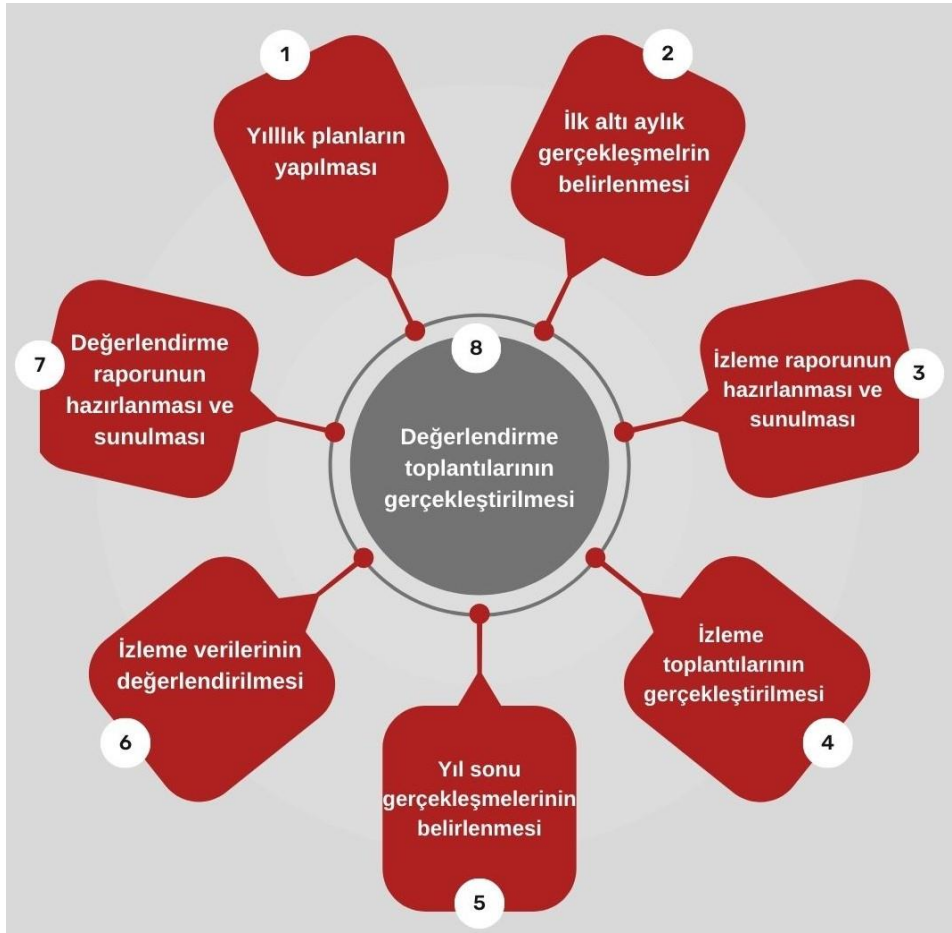 1
Yılllık planların
yapılması
2
İlk altı aylık
gerçekleşmelrin
belirlenmesi
3
İzleme raporunun
hazırlanması ve
sunulması
4
İzleme
toplantılarının
gerçekleştirilmesi
5
Yıl sonu
gerçekleşmelerinin
belirlenmesi
6
İzleme verilerinin
değerlendirilmesi
7
Değerlendirme
raporunun
hazırlanması ve
sunulması
8
Değerlendirme
toplantılarının
gerçekleştirilmesi